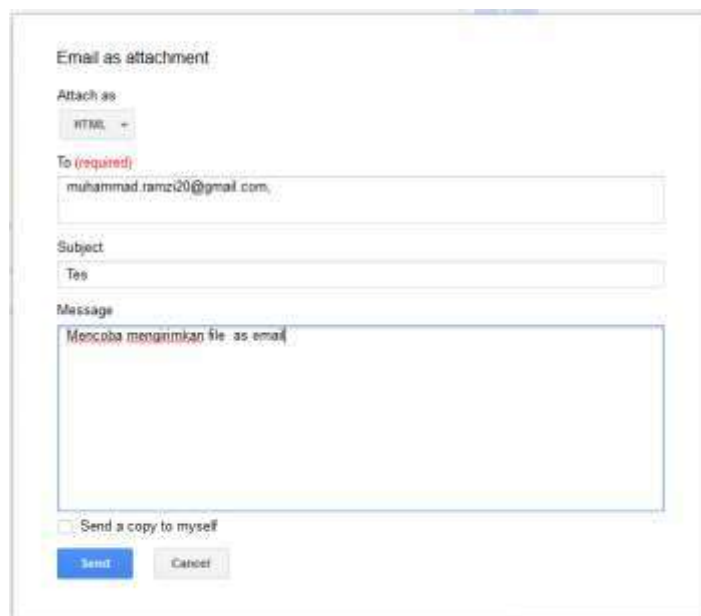 Email as attachment
Attach as
HTML
To (required)
muhammad.ramzi20@gmail.com,
Subject
Tes
Message
Mencoba mengirimkan file as email
Send a copy to myself
Send
Cancel